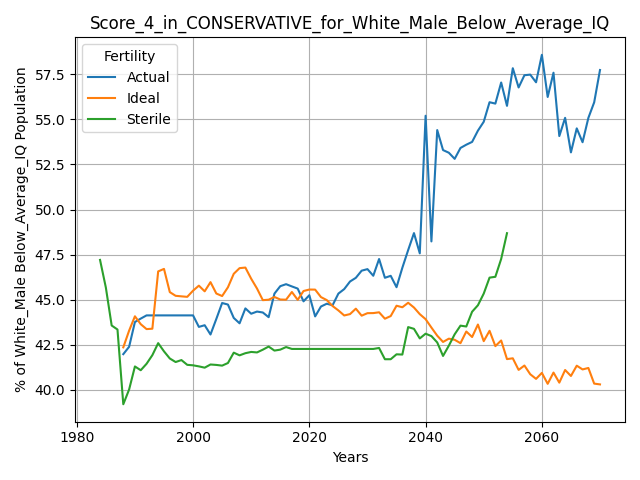 Score_4_in_CONSERVATIVE_for_White_Male_Below_Average_IQ
Fertility
Actual
Ideal
Sterile
57.5
55.0
52.5
50.0
47.5
45.0
42.5
40.0
% of White_Male Below_Average_IQ Population
1980
2000
2020
2040
2060
Years